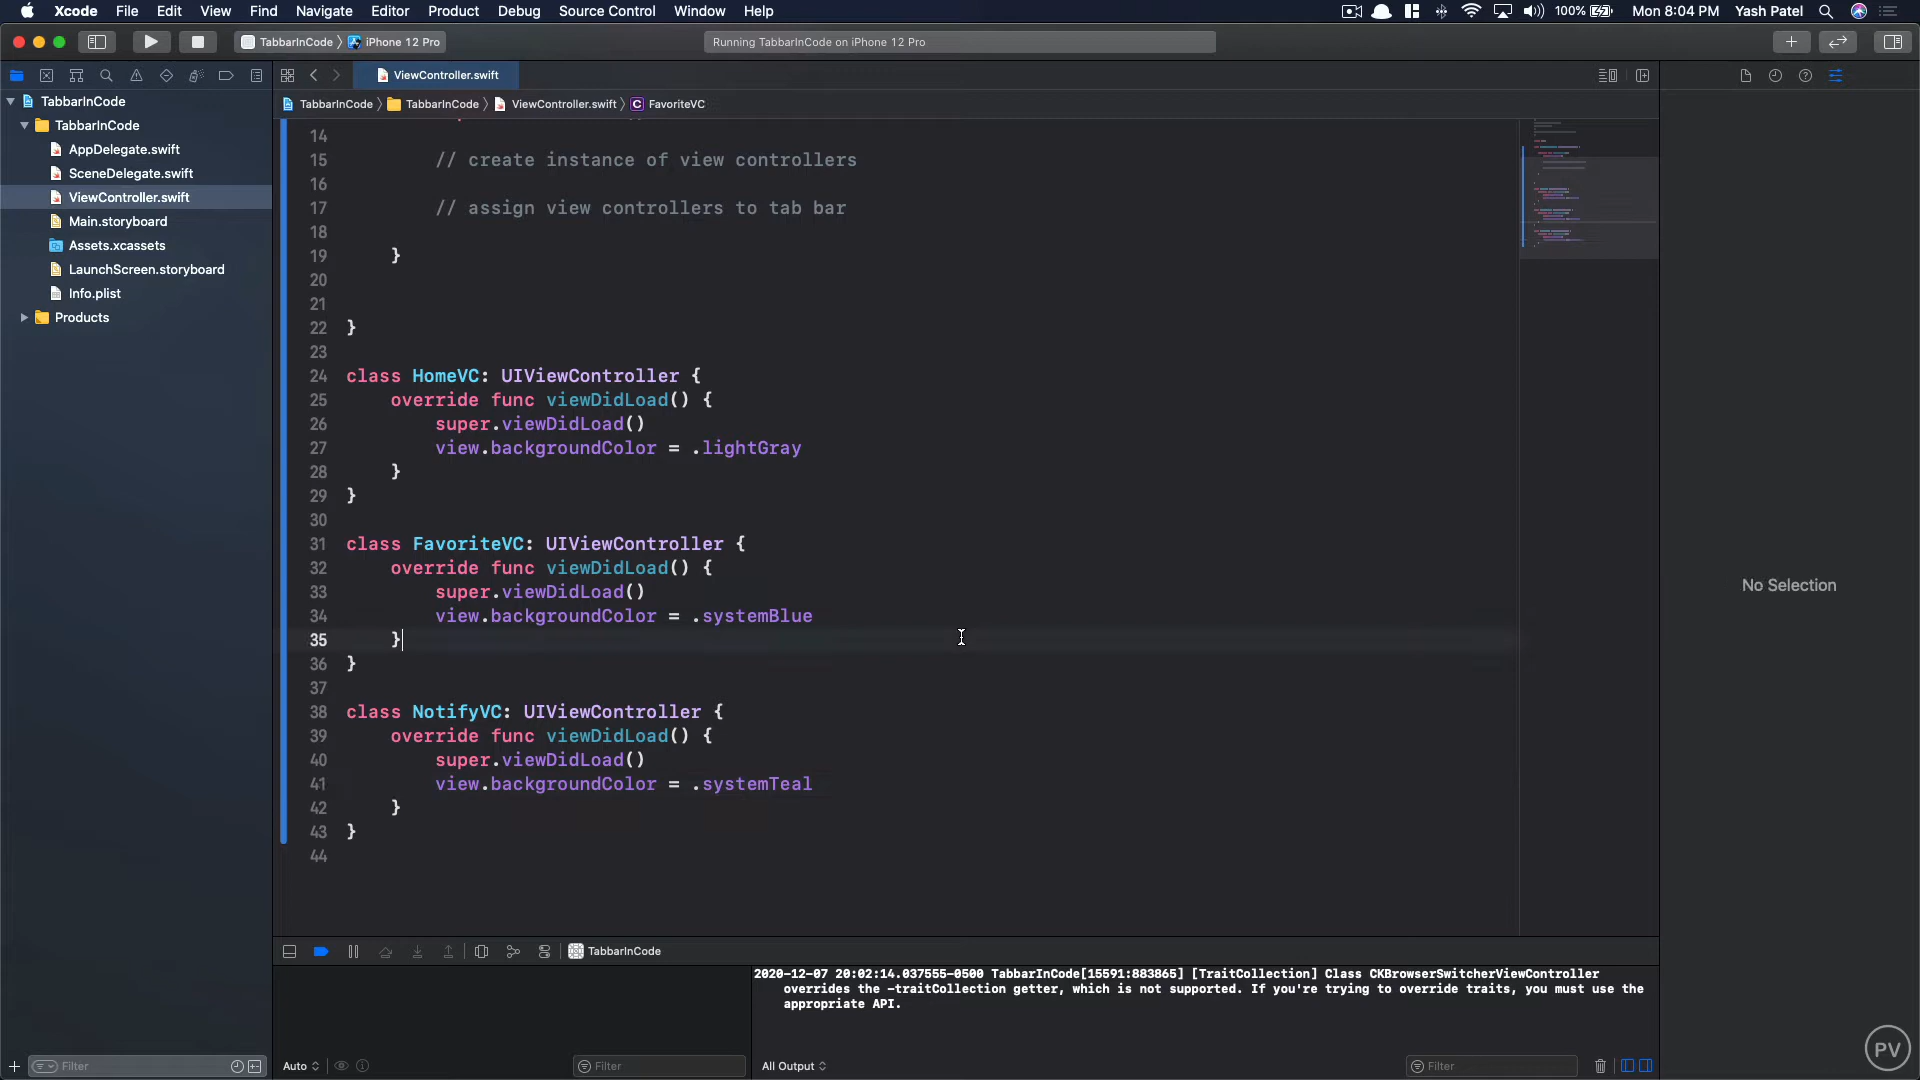 Xcode File Edit View Find Navigate Editor Product Debug Source Control Window Help 100% Mon 8:04 PM Yash Patel
TabbarInCode 〉 iPhone 12 Pro
Running TabbarInCode on iPhone 12 Pro
ViewController.swift
TabbarInCode 〉 TabbarInCode 〉 ViewController.swift 〉 C FavoriteVC
TabbarInCode
TabbarInCode
AppDelegate.swift
SceneDelegate.swift
ViewController.swift
Main.storyboard
Assets.xcassets
LaunchScreen.storyboard
Info.plist
Products
14
15 // create instance of view controllers
16
17 // assign view controllers to tab bar
18
19 }
20
21
22 }
23
24 class HomeVC: UIViewController {
25 override func viewDidLoad() {
26 super.viewDidLoad()
27 view.backgroundColor = .lightGray
28 }
29 }
30
31 class FavoriteVC: UIViewController {
32 override func viewDidLoad() {
33 super.viewDidLoad()
34 view.backgroundColor = .systemBlue
35 }
36 }
37
38 class NotifyVC: UIViewController {
39 override func viewDidLoad() {
40 super.viewDidLoad()
41 view.backgroundColor = .systemTeal
42 }
43 }
44
No Selection
TabbarInCode
2020-12-07 20:02:14.037555-0500 TabbarInCode[15591:883865] [TraitCollection] Class CKBrowserSwitcherViewController
overrides the -traitCollection getter, which is not supported. If you're trying to override traits, you must use the
appropriate API.
Filter
Auto
Filter
All Output
Filter
PV